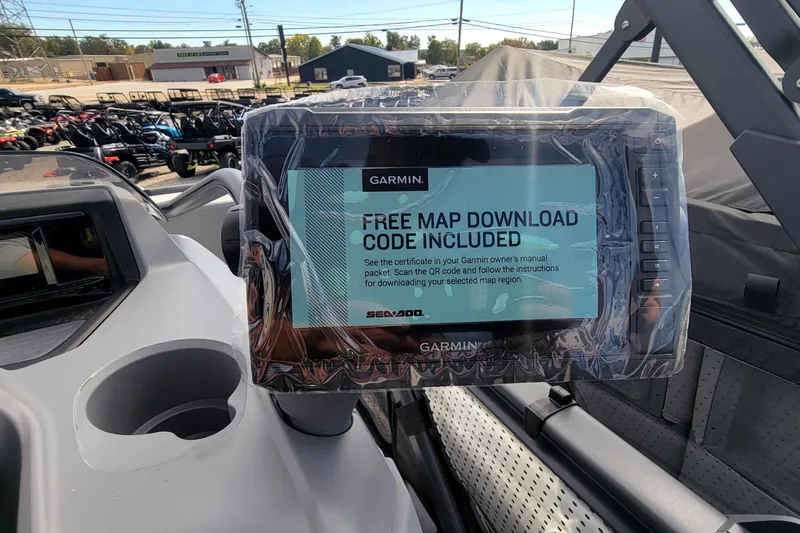 GARMIN.
FREE MAP DOWNLOAD
CODE INCLUDED
See the certificate in your Garmin owner's manual
packet. Scan the QR code and follow the instructions
for downloading your selected map region.
SEA-DOO.
GARMIN